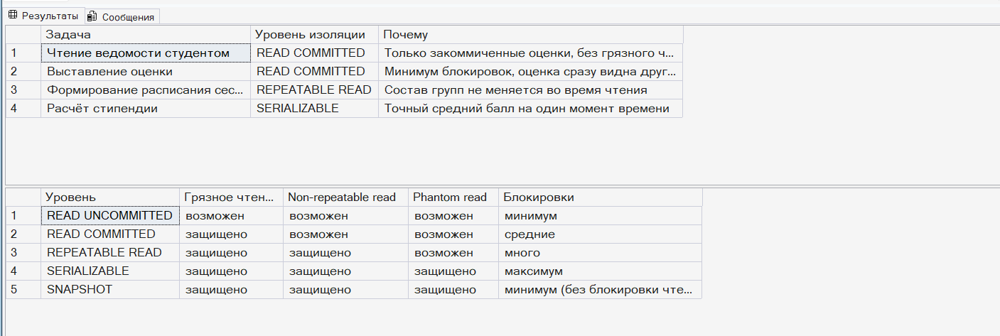 Результаты Сообщения
Задача Уровень изоляции Почему
1 Чтение ведомости студентом READ COMMITTED Только закоммиченные оценки, без грязного ч...
2 Выставление оценки READ COMMITTED Минимум блокировок, оценка сразу видна друг...
3 Формирование расписания сес... REPEATABLE READ Состав групп не меняется во время чтения
4 Расчёт стипендии SERIALIZABLE Точный средний балл на один момент времени
Уровень Грязное чтен... Non-repeatable read Phantom read Блокировки
1 READ UNCOMMITTED возможен возможен возможен минимум
2 READ COMMITTED защищено возможен возможен средние
3 REPEATABLE READ защищено защищено возможен много
4 SERIALIZABLE защищено защищено защищено максимум
5 SNAPSHOT защищено защищено защищено минимум (без блокировки чте...